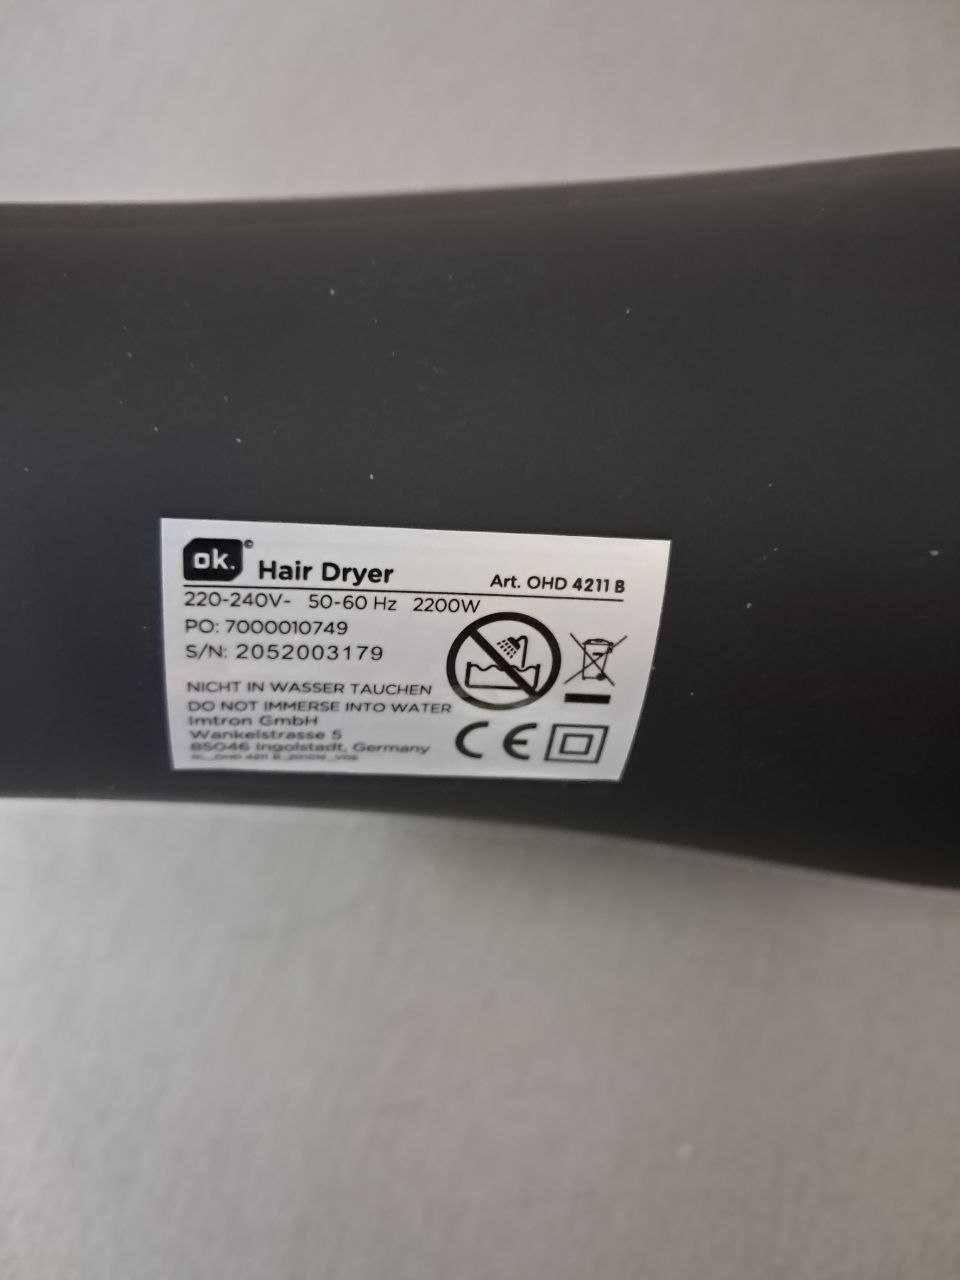 ok.©
Hair Dryer Art. OHD 4211 B
220-240V~ 50-60 Hz 2200W
PO: 7000010749
S/N: 2052003179
NICHT IN WASSER TAUCHEN
DO NOT IMMERSE INTO WATER
Imtron GmbH
Wankelstrasse 5
85046 Ingolstadt, Germany
CE